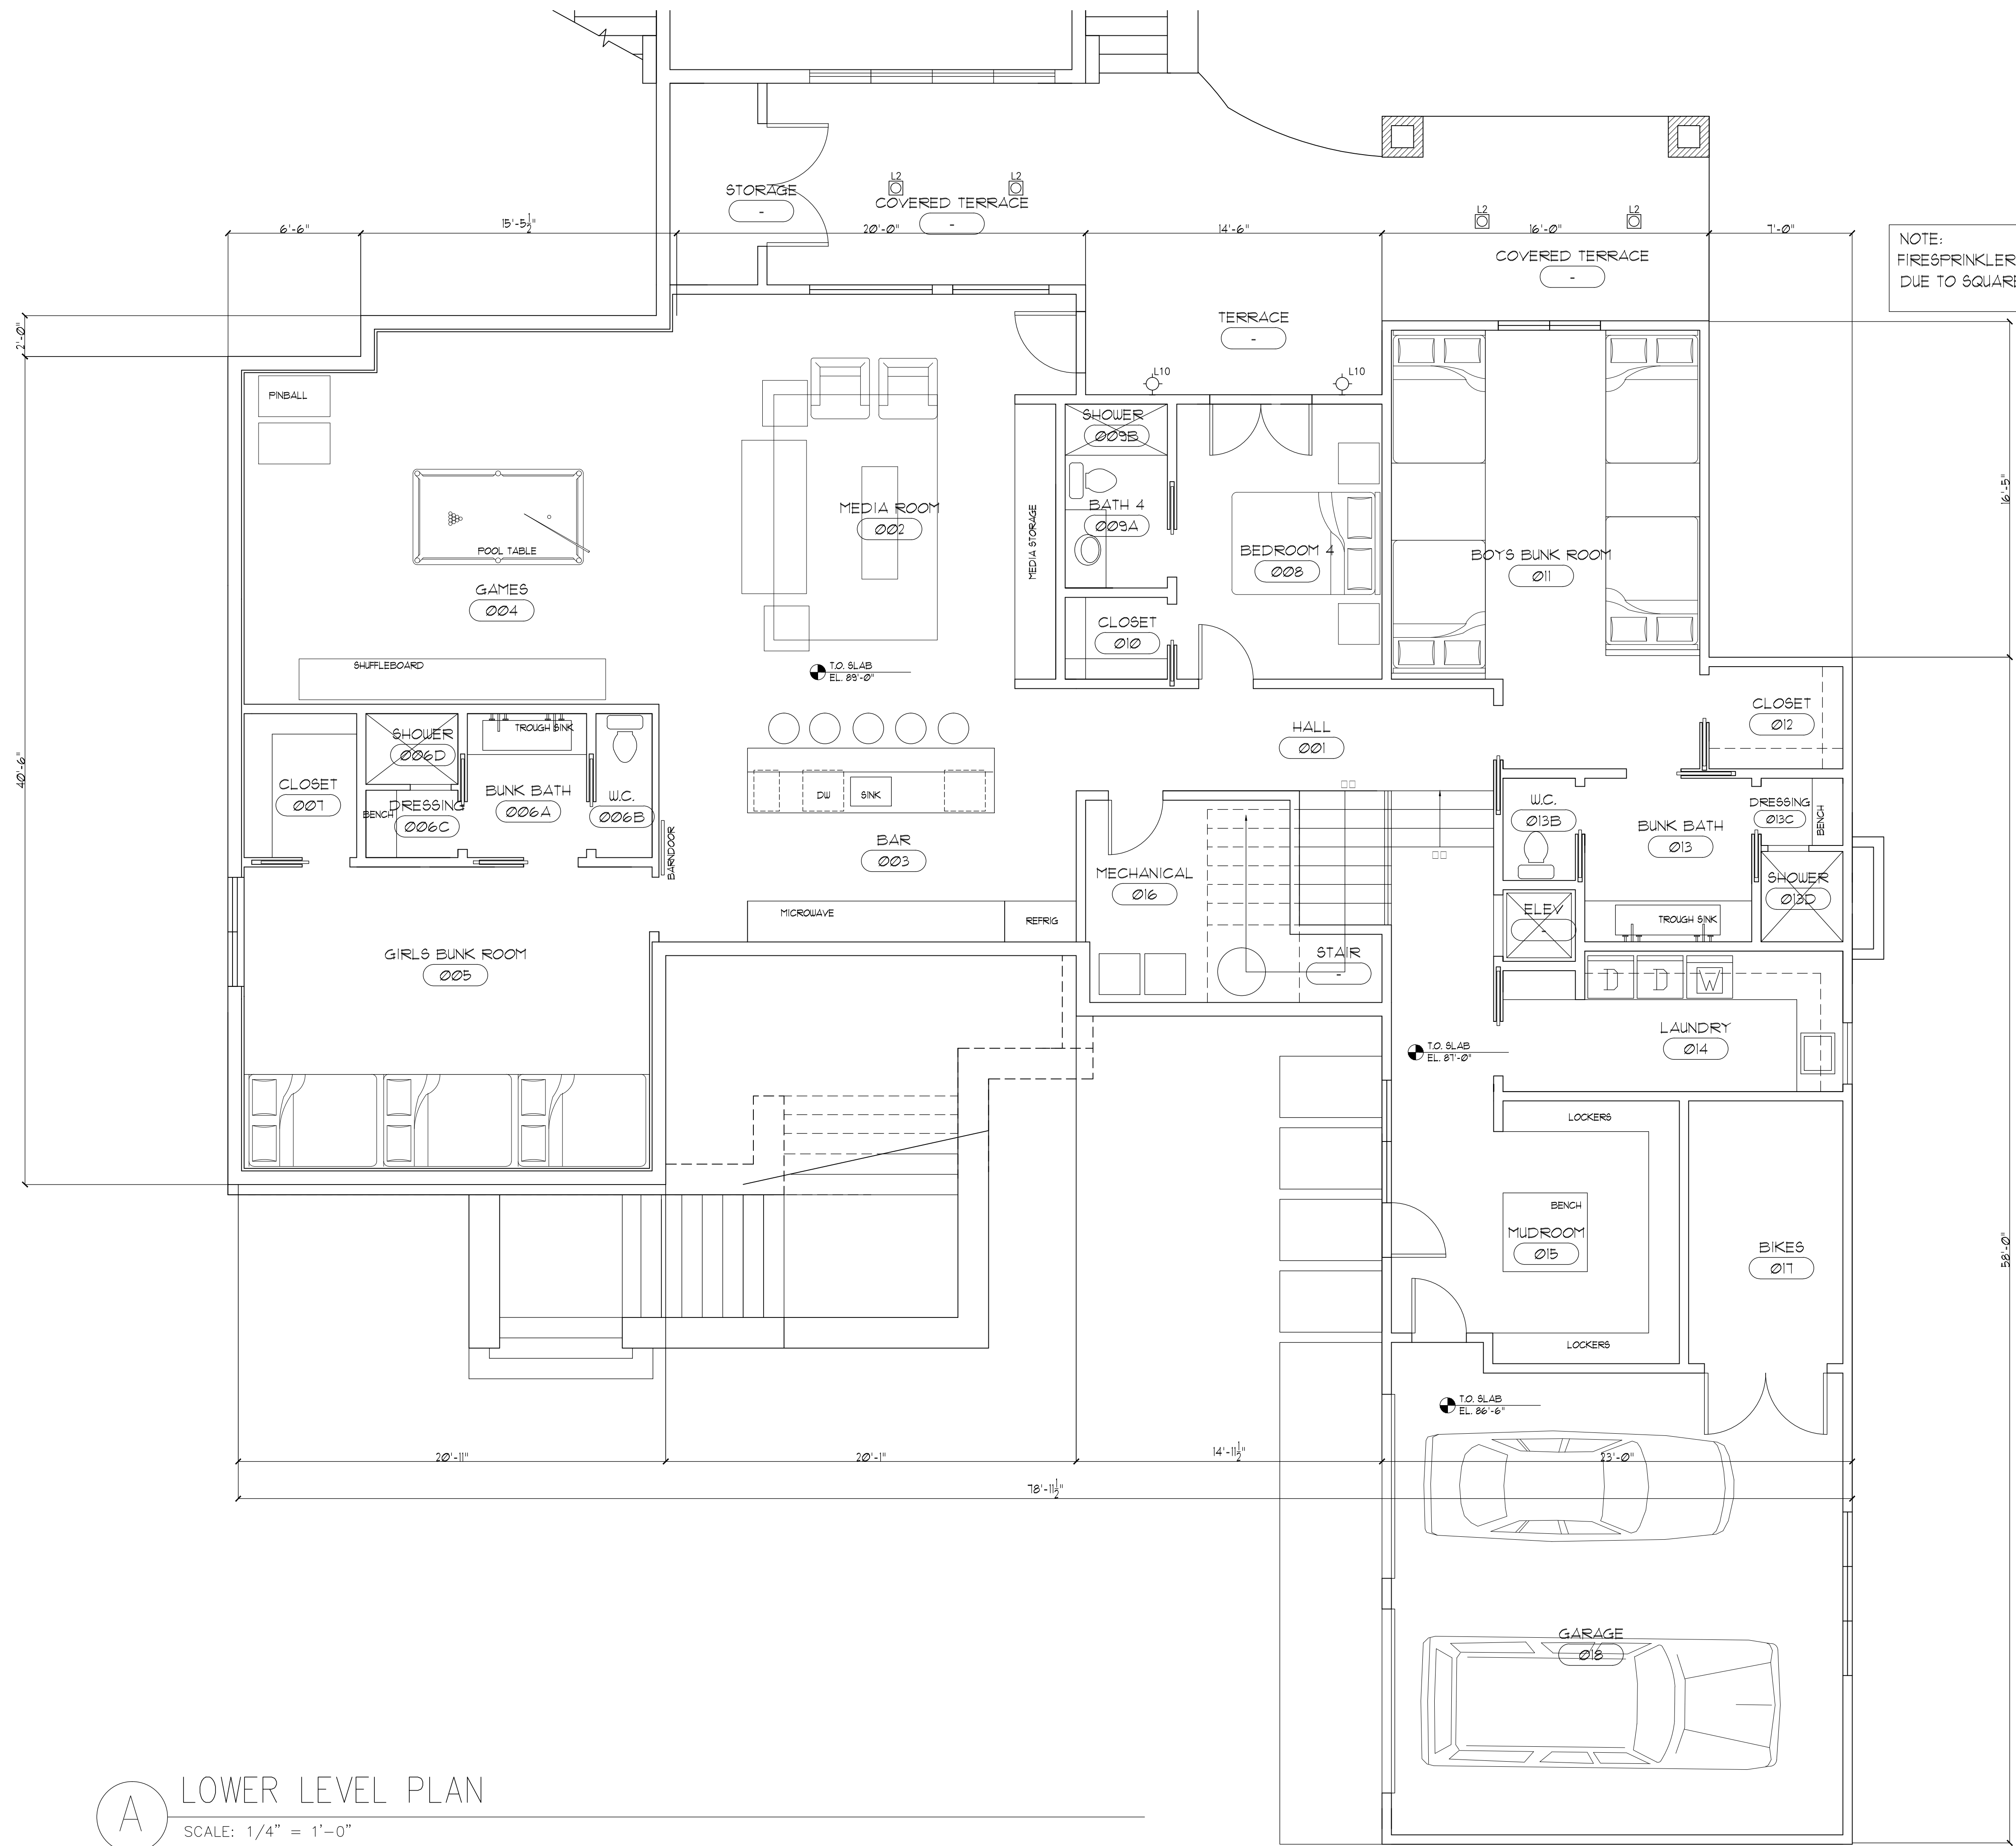 STORAGE
-
L2
L2
COVERED TERRACE
-
L2
L2
6'-6"
15'-5 1/2"
20'-0"
14'-6"
16'-0"
7'-0"
NOTE:
FIRESPRINKLER
DUE TO SQUARE
COVERED TERRACE
-
2'-0"
TERRACE
-
L10
L10
PINBALL
SHOWER
009B
16'-5"
MEDIA ROOM
002
MEDIA STORAGE
BATH 4
009A
POOL TABLE
BEDROOM 4
008
BOYS BUNK ROOM
011
GAMES
004
CLOSET
010
SHUFFLEBOARD
T.O. SLAB
EL. 89'-0"
CLOSET
012
TROUGH SINK
SHOWER
006D
HALL
001
40'-6"
CLOSET
007
BUNK BATH
006A
W.C.
006B
DW
SINK
DRESSING
006C
BENCH
W.C.
013B
DRESSING
013C
BENCH
BUNK BATH
013
BAR
003
BARNDOOR
MECHANICAL
016
SHOWER
013D
MICROWAVE
REFRIG
ELEV
-
TROUGH SINK
GIRLS BUNK ROOM
005
STAIR
-
D
D
W
LAUNDRY
014
T.O. SLAB
EL. 87'-0"
LOCKERS
BENCH
MUDROOM
015
BIKES
017
58'-0"
LOCKERS
T.O. SLAB
EL. 86'-6"
20'-11"
20'-1"
14'-11 1/2"
23'-0"
78'-11 1/2"
GARAGE
018
A
LOWER LEVEL PLAN
SCALE: 1/4" = 1'-0"